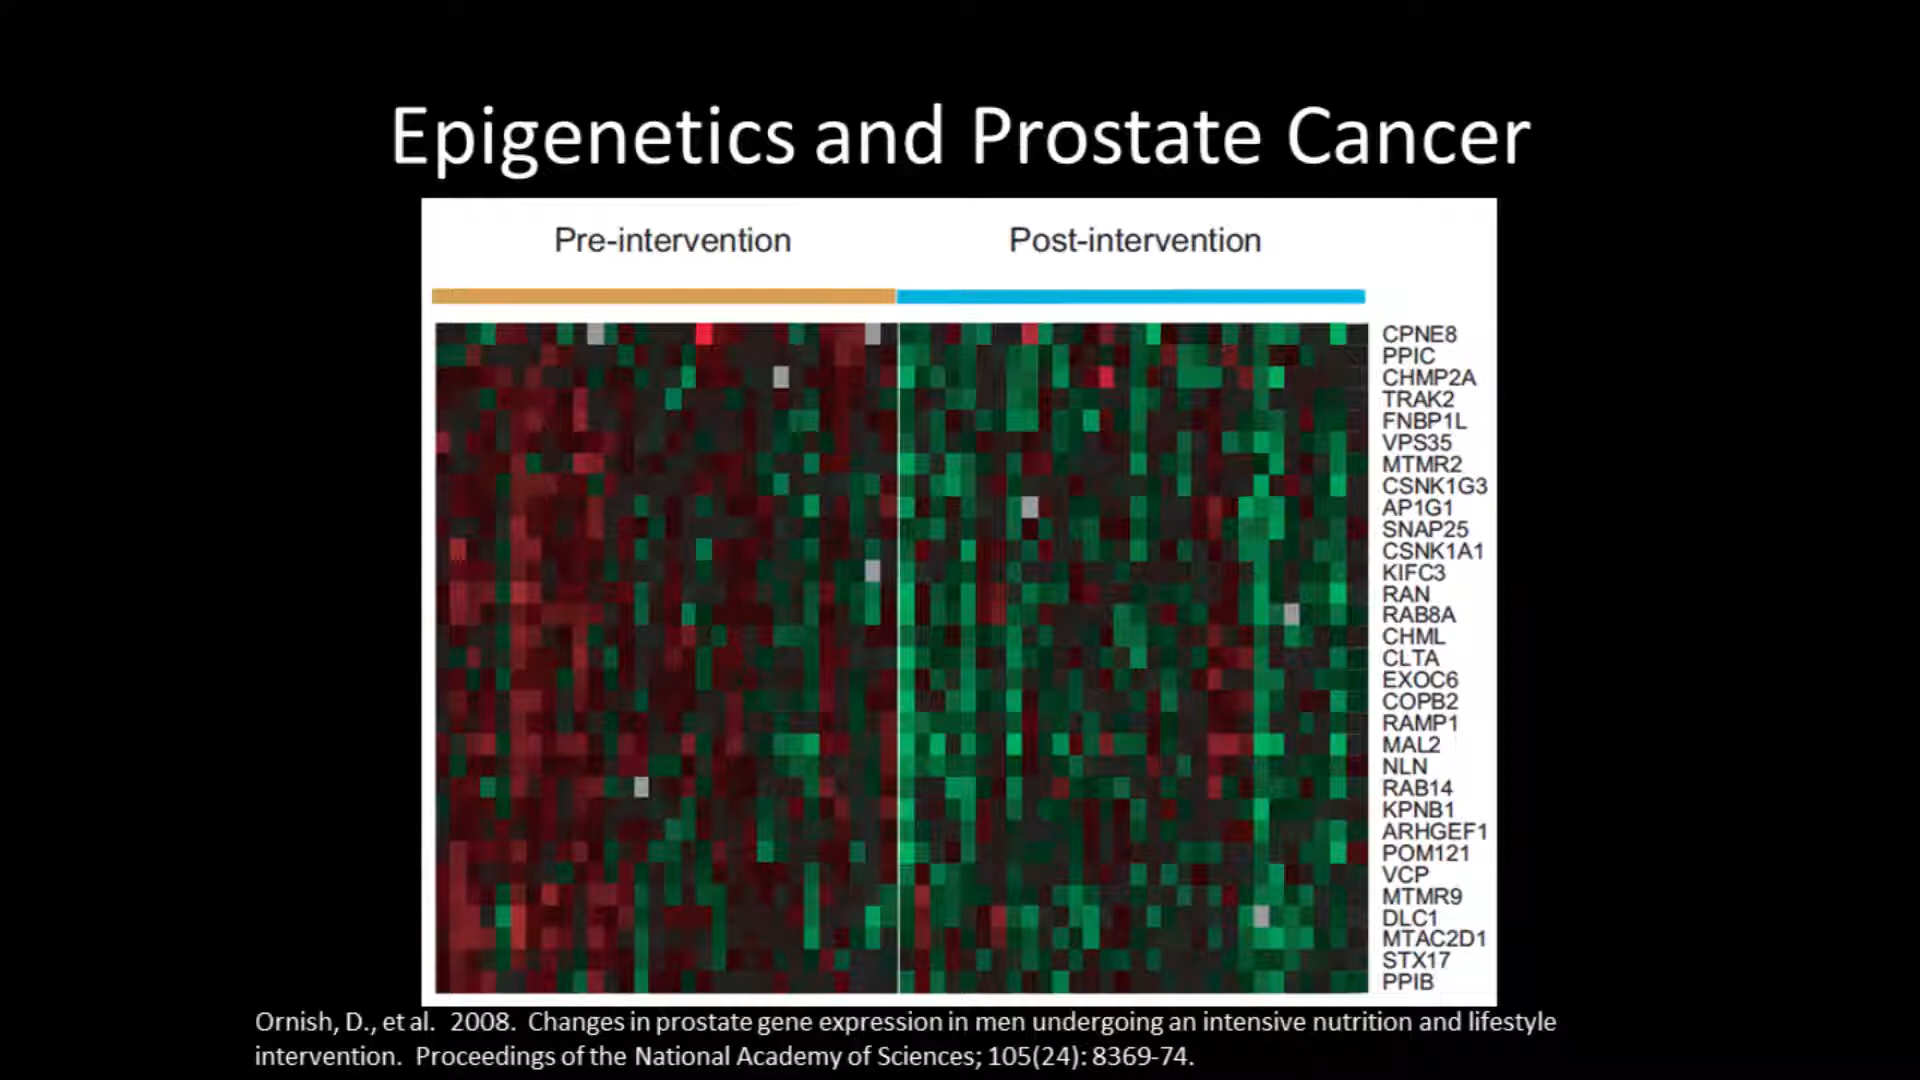 Epigenetics and Prostate Cancer
Pre-intervention Post-intervention
CPNE8
PPIC
CHMP2A
TRAK2
FNBP1L
VPS35
MTMR2
CSNK1G3
AP1G1
SNAP25
CSNK1A1
KIFC3
RAN
RAB8A
CHML
CLTA
EXOC6
COPB2
RAMP1
MAL2
NLN
RAB14
KPNB1
ARHGEF1
POM121
VCP
MTMR9
DLC1
MTAC2D1
STX17
PPIB
Ornish, D., et al. 2008. Changes in prostate gene expression in men undergoing an intensive nutrition and lifestyle
intervention. Proceedings of the National Academy of Sciences; 105(24): 8369-74.